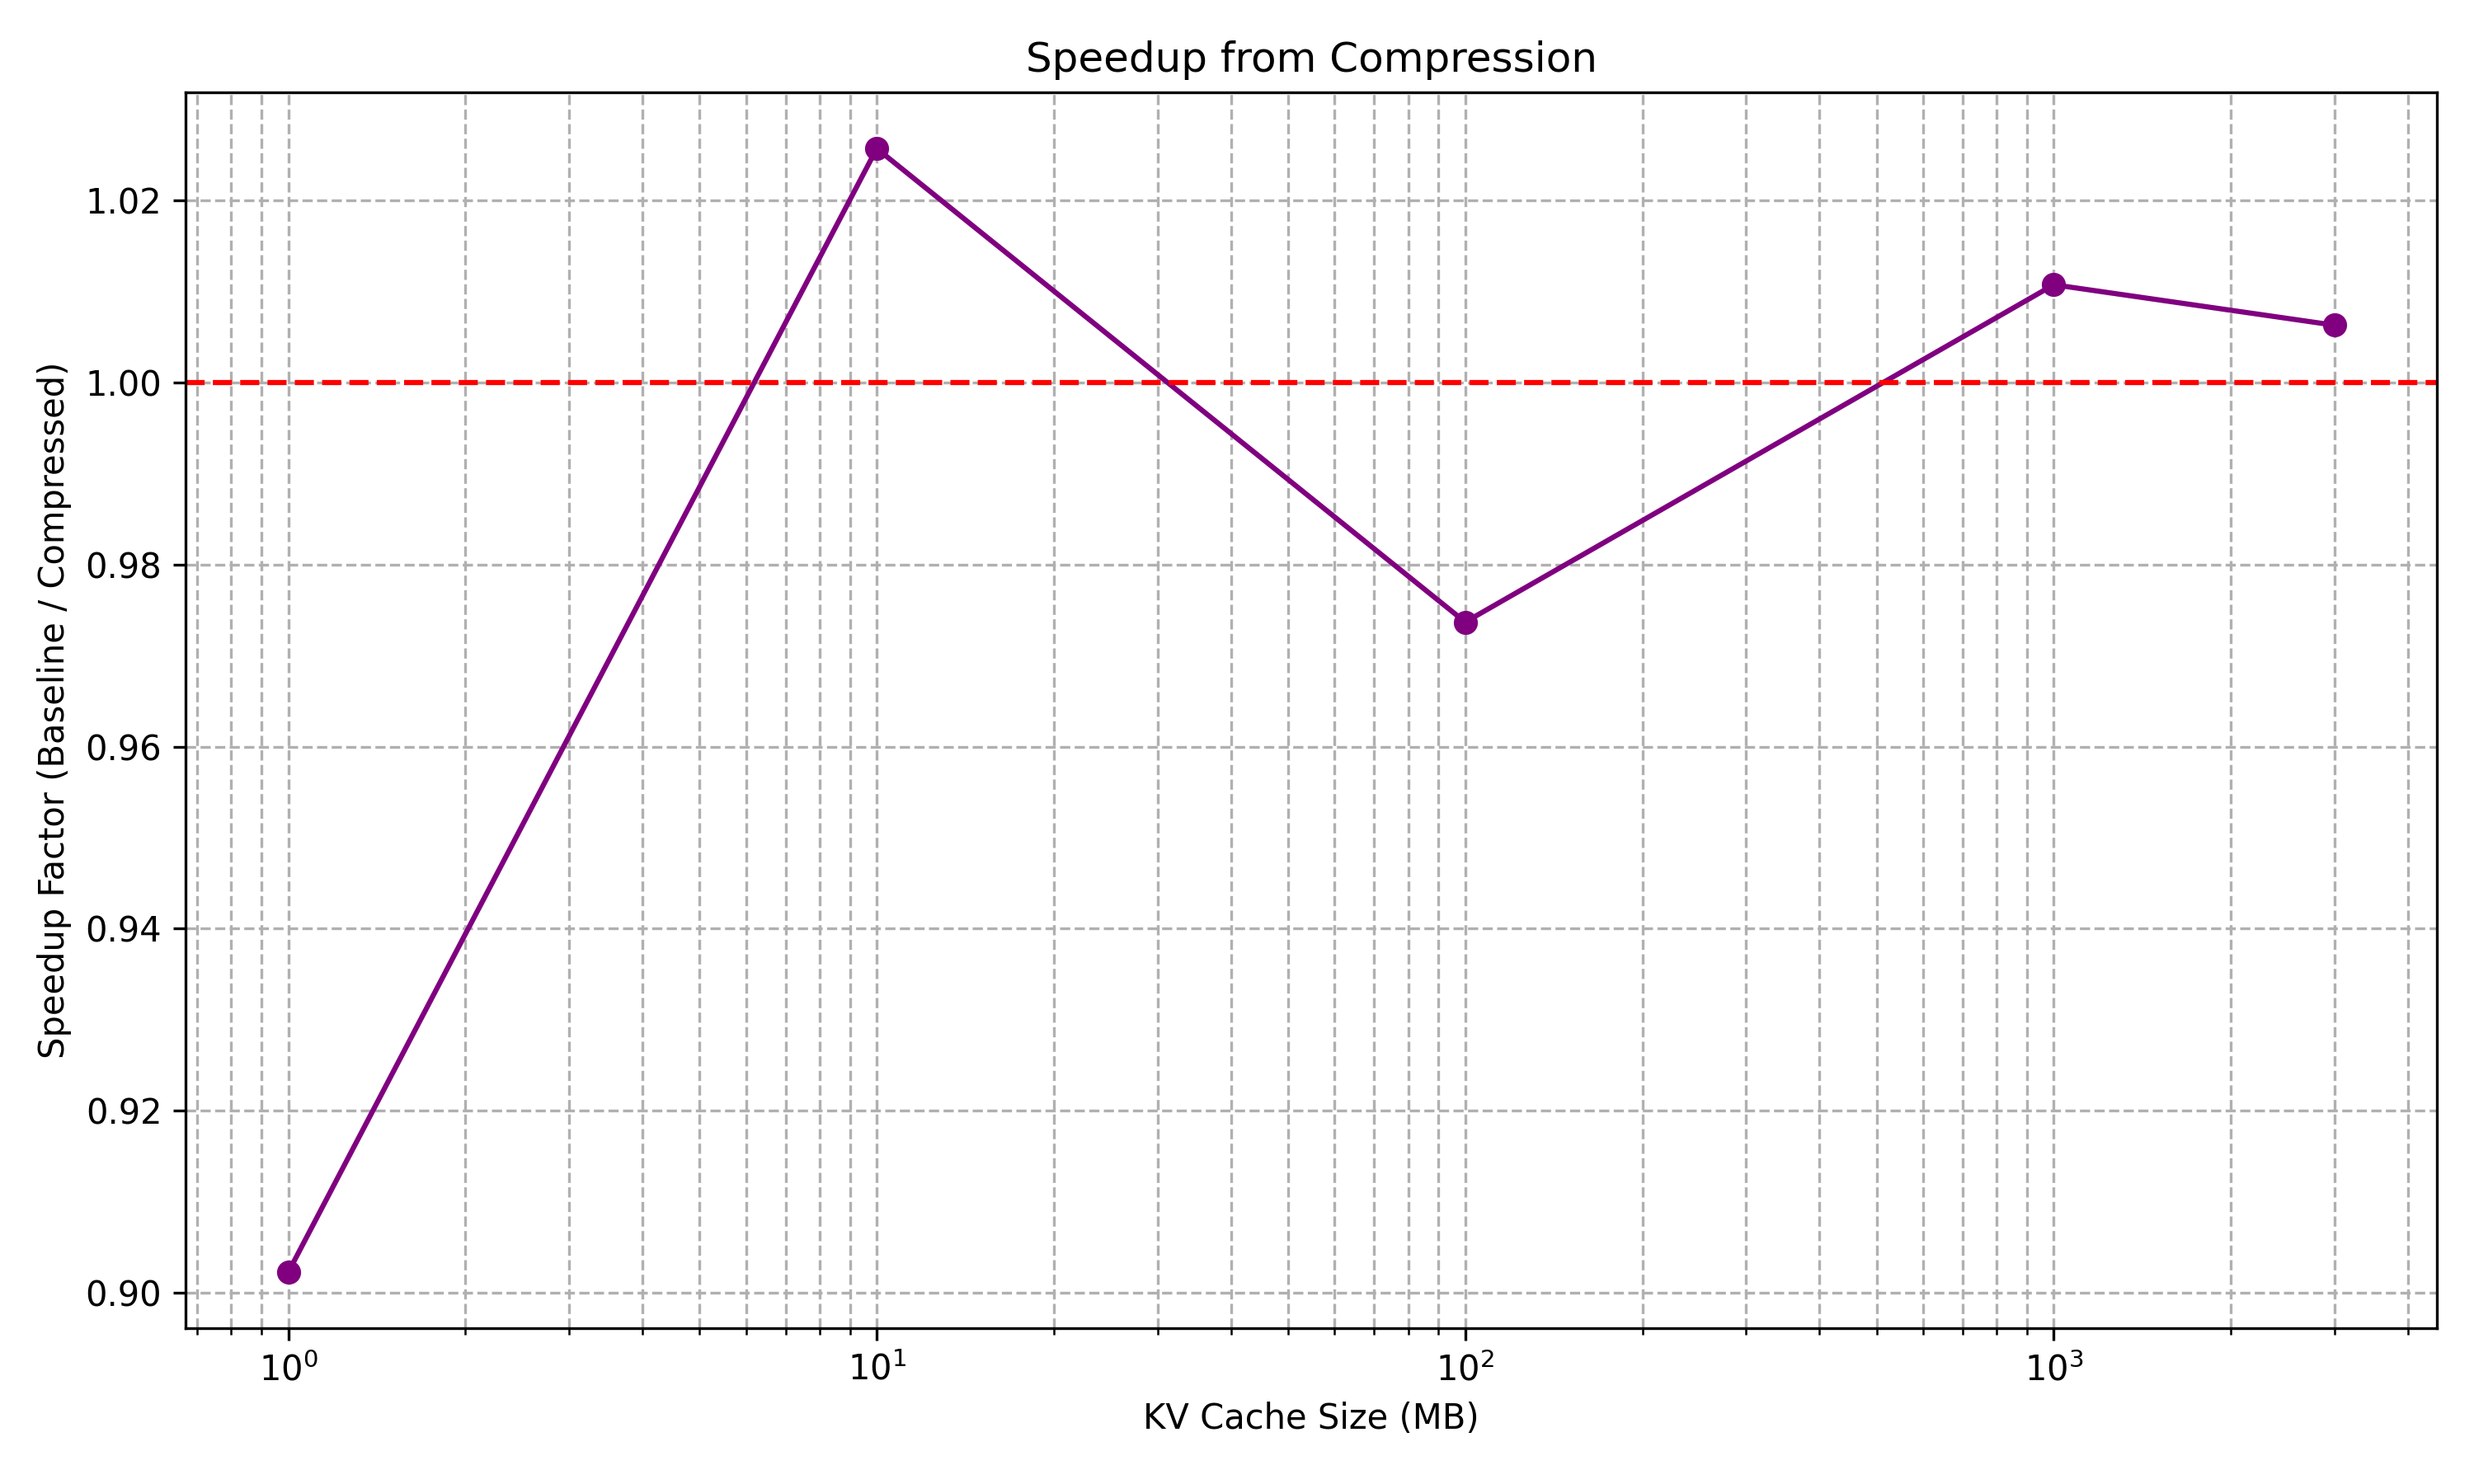 Speedup from Compression
Speedup Factor (Baseline / Compressed)
1.02
1.00
0.98
0.96
0.94
0.92
0.90
10⁰ 10¹ 10² 10³
KV Cache Size (MB)